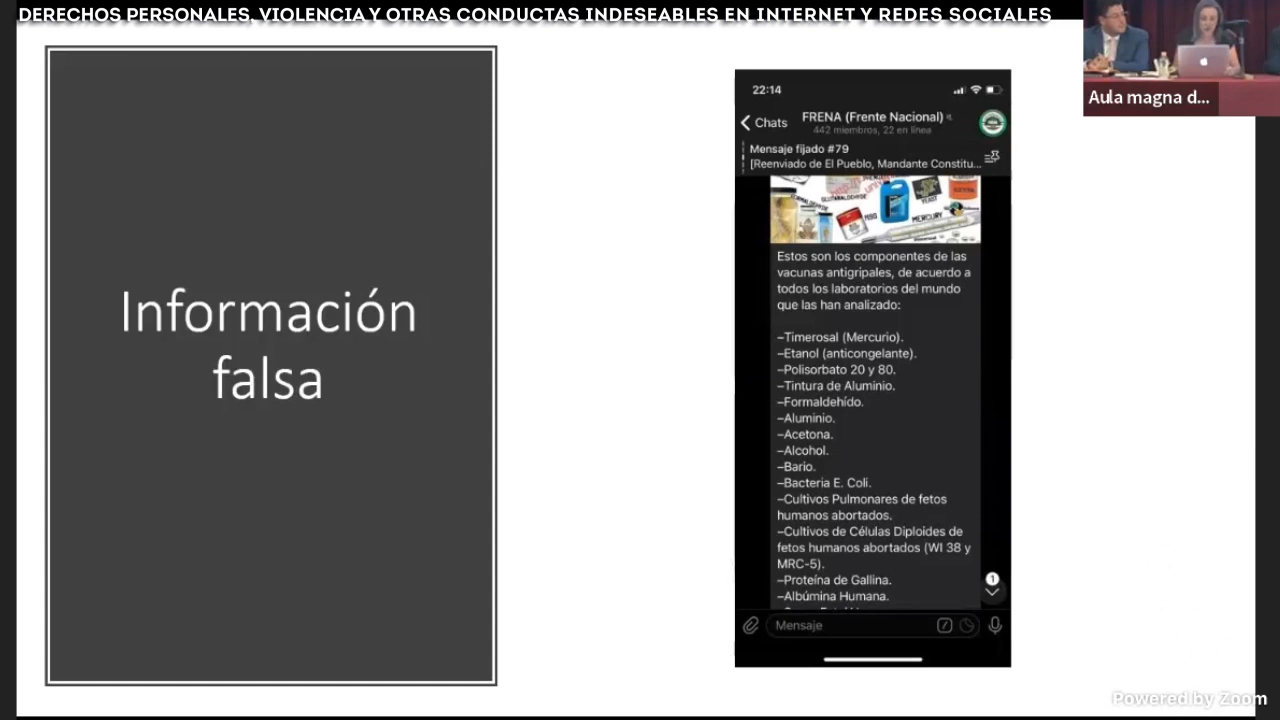 DERECHOS PERSONALES, VIOLENCIA Y OTRAS CONDUCTAS INDESEABLES EN INTERNET Y REDES SOCIALES
Aula magna d...
Información
falsa
22:14
Chats
FRENA (Frente Nacional)
442 miembros, 22 en línea
Mensaje fijado #79
[Reenviado de El Pueblo, Mandante Constitu...
MSG
MERCURY
YEAST
Estos son los componentes de las
vacunas antigripales, de acuerdo a
todos los laboratorios del mundo
que las han analizado:
–Timerosal (Mercurio).
–Etanol (anticongelante).
–Polisorbato 20 y 80.
–Tintura de Aluminio.
–Formaldehído.
–Aluminio.
–Acetona.
–Alcohol.
–Bario.
–Bacteria E. Coli.
–Cultivos Pulmonares de fetos
humanos abortados.
–Cultivos de Células Diploides de
fetos humanos abortados (WI 38 y
MRC-5).
–Proteína de Gallina.
–Albúmina Humana.
1
Mensaje
Powered by Zoom